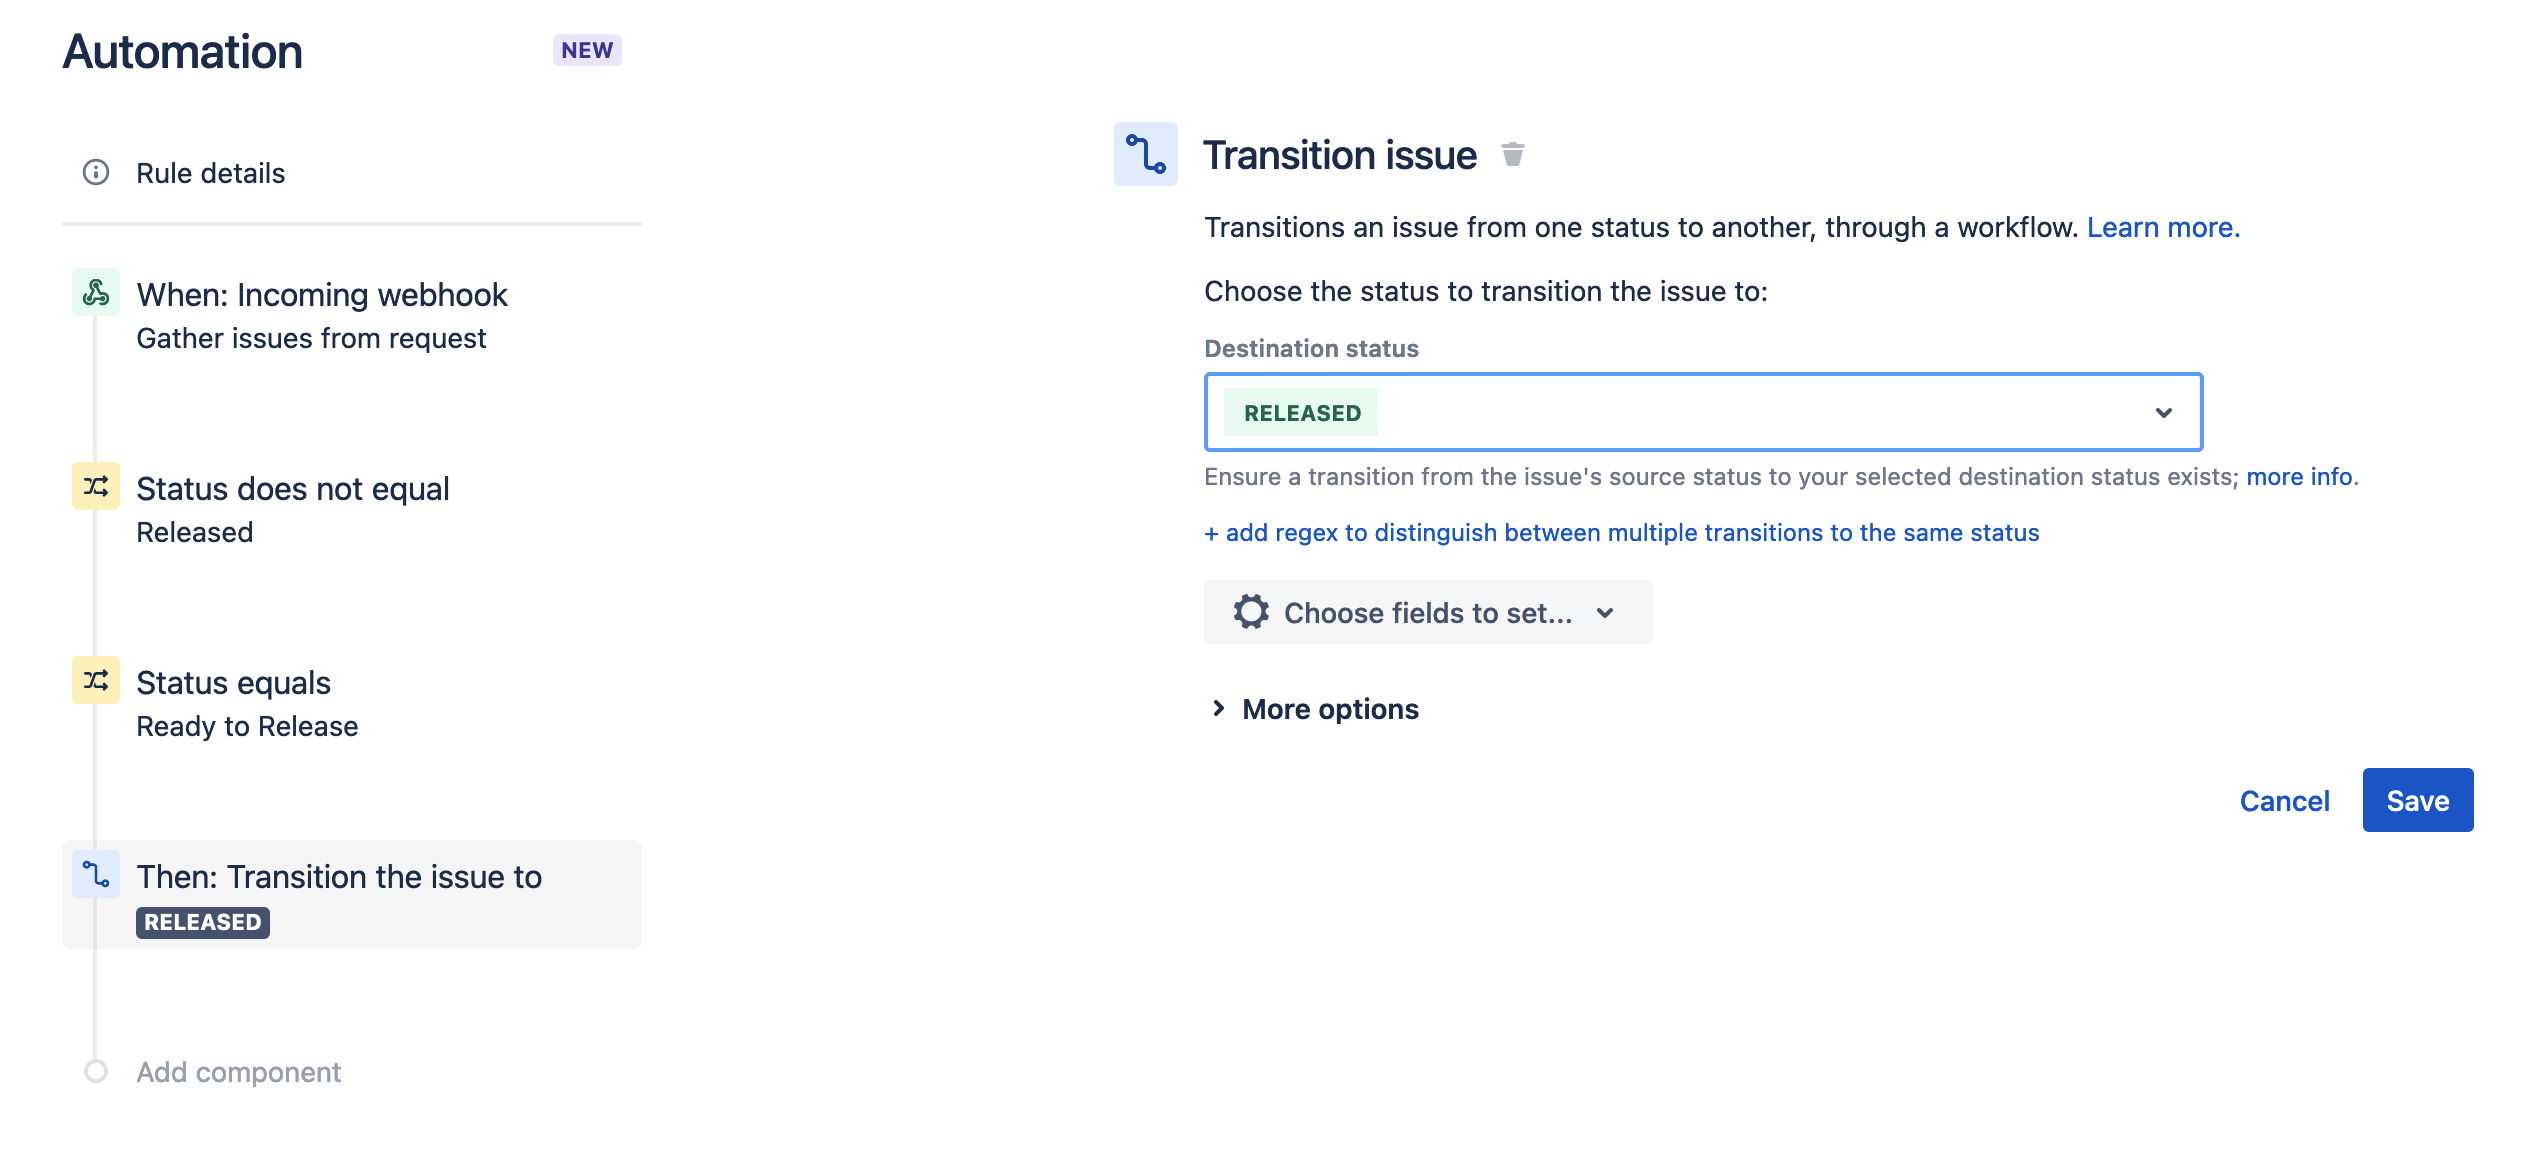 Automation
NEW
Rule details
When: Incoming webhook
Gather issues from request
Status does not equal
Released
Status equals
Ready to Release
Then: Transition the issue to
RELEASED
Add component
Transition issue
Transitions an issue from one status to another, through a workflow. Learn more.
Choose the status to transition the issue to:
Destination status
RELEASED
Ensure a transition from the issue's source status to your selected destination status exists; more info.
+ add regex to distinguish between multiple transitions to the same status
Choose fields to set...
More options
Cancel
Save